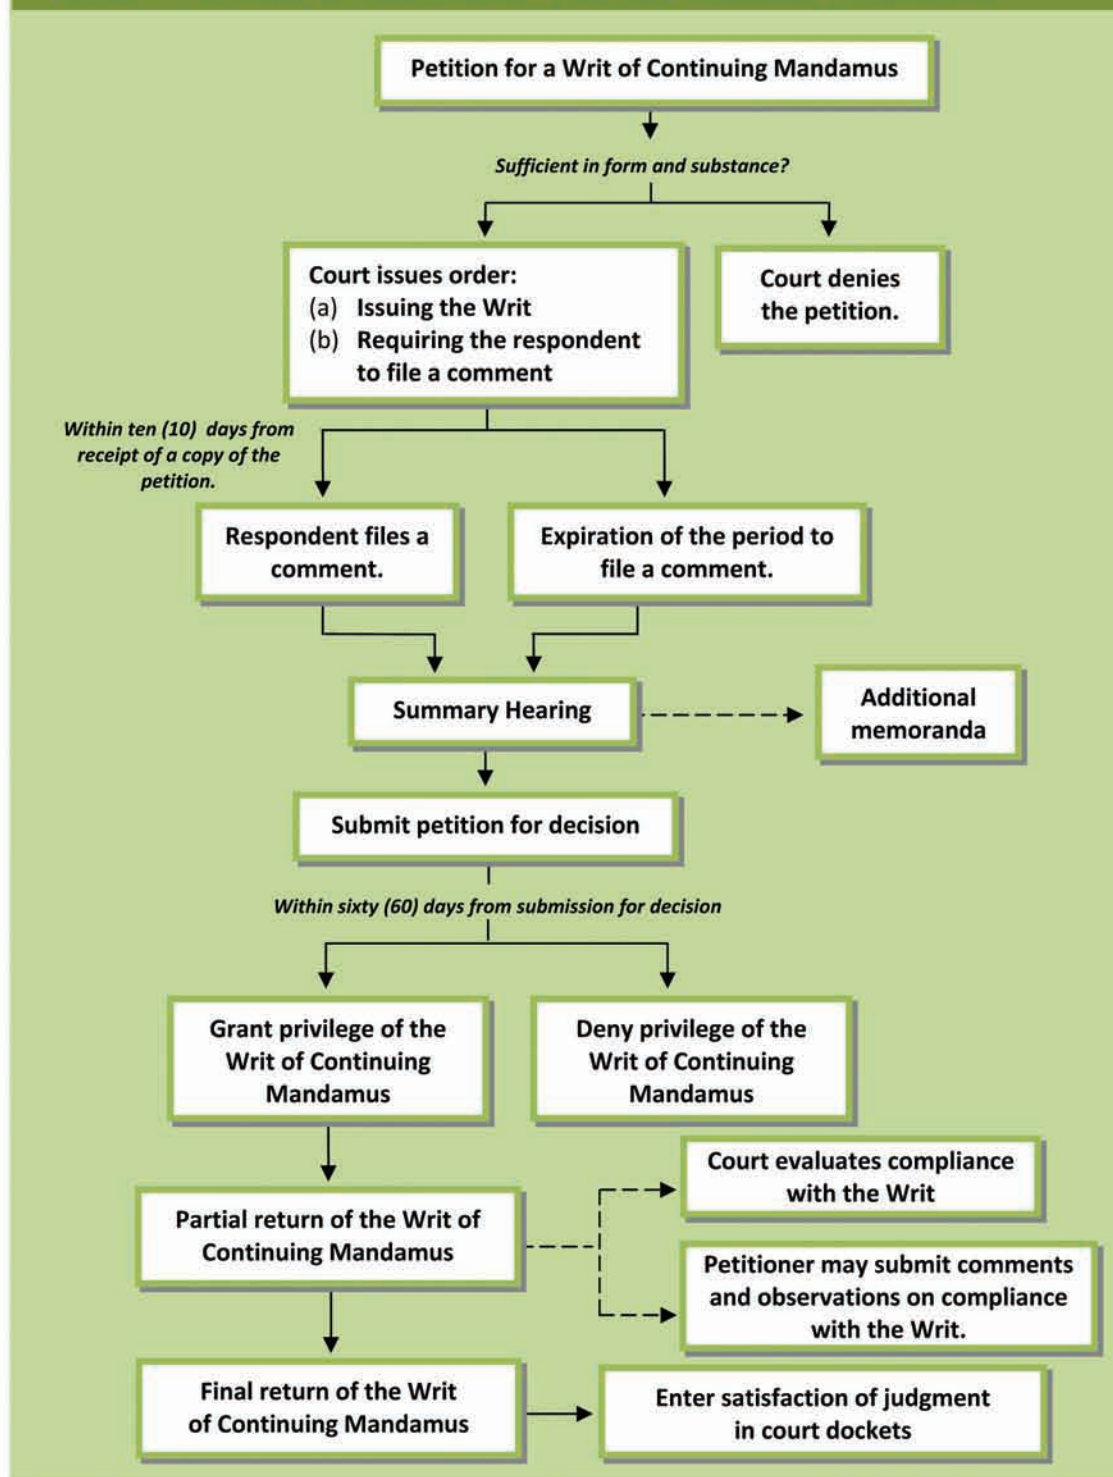 Petition for a Writ of Continuing Mandamus
Sufficient in form and substance?
Court issues order:
(a) Issuing the Writ
(b) Requiring the respondent
to file a comment
Court denies
the petition.
Within ten (10) days from
receipt of a copy of the
petition.
Respondent files a
comment.
Expiration of the period to
file a comment.
Summary Hearing
Additional
memoranda
Submit petition for decision
Within sixty (60) days from submission for decision
Grant privilege of the
Writ of Continuing
Mandamus
Deny privilege of the
Writ of Continuing
Mandamus
Partial return of the Writ of
Continuing Mandamus
Court evaluates compliance
with the Writ
Petitioner may submit comments
and observations on compliance
with the Writ.
Final return of the Writ
of Continuing Mandamus
Enter satisfaction of judgment
in court dockets